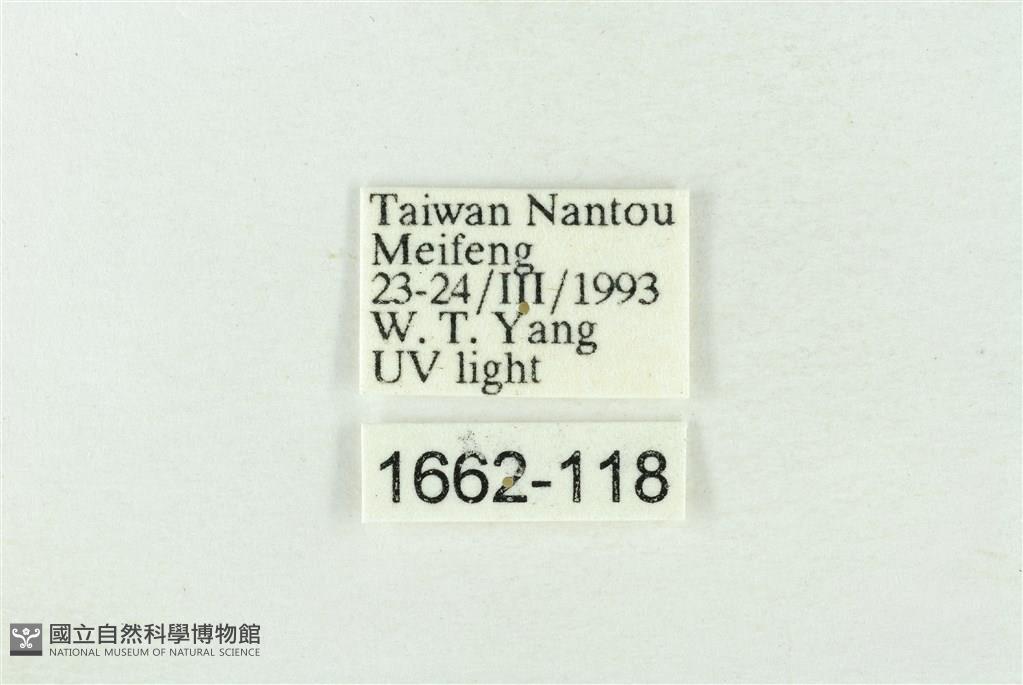 Taiwan Nantou
Meifeng
23-24/III/1993
W. T. Yang
UV light
1662-118
國立自然科學博物館
NATIONAL MUSEUM OF NATURAL SCIENCE